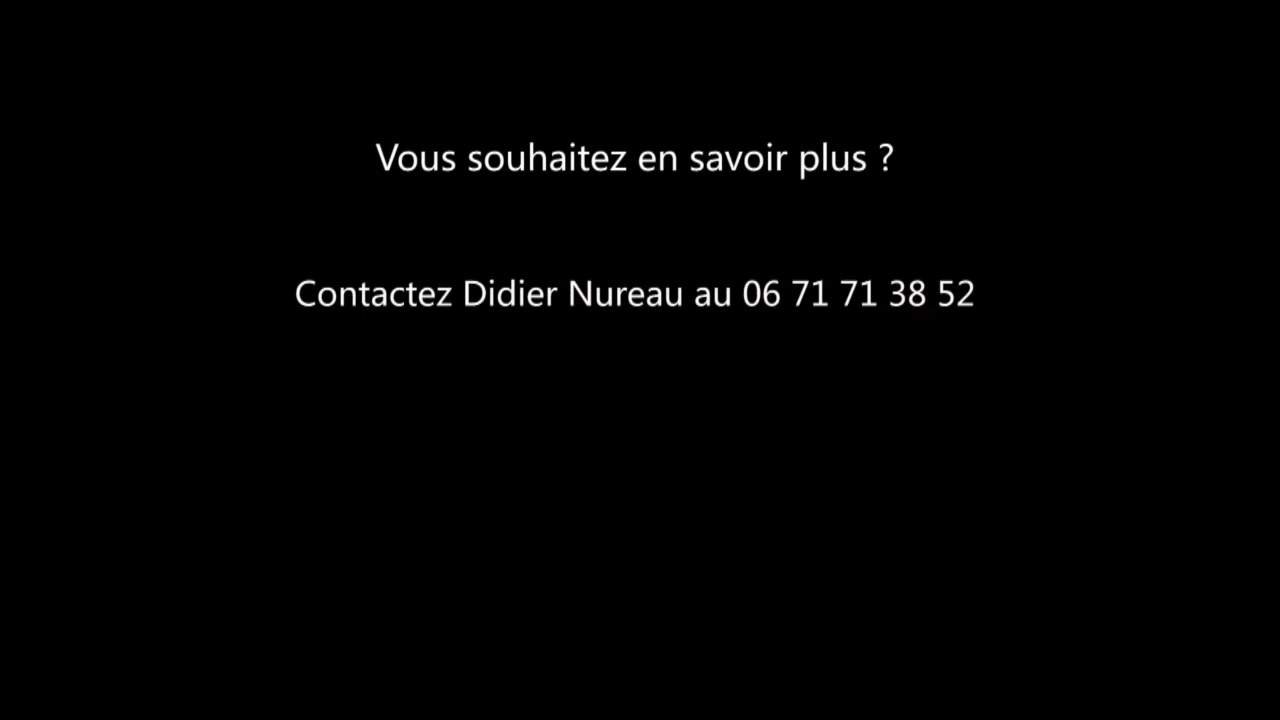 Vous souhaitez en savoir plus ?
Contactez Didier Nureau au 06 71 71 38 52